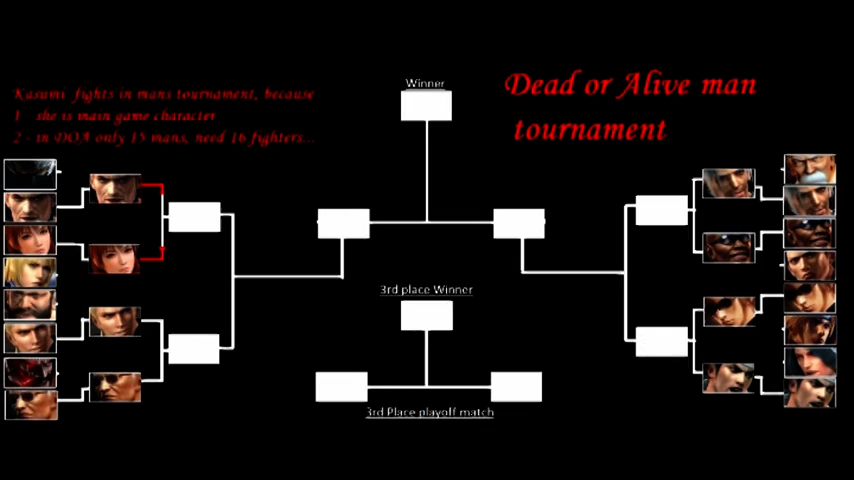 Winner
Dead or Alive man
tournament
Kasumi fights in mans tournament, because
1 she is main game character
2 - in DOA only 15 mans, need 16 fighters...
3rd place Winner
3rd Place playoff match